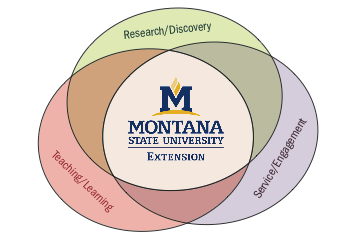 Research/Discovery
M
MONTANA
STATE UNIVERSITY
EXTENSION
Teaching/Learning
Service/Engagement